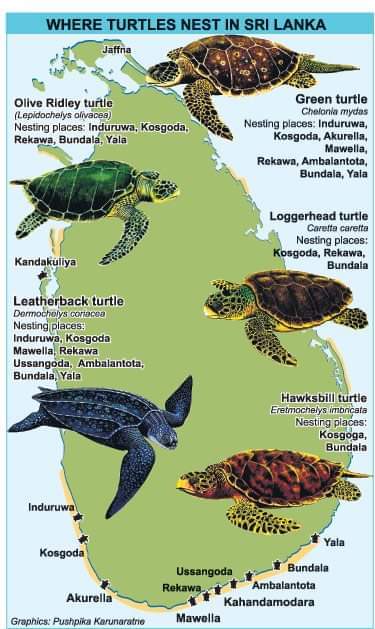 WHERE TURTLES NEST IN SRI LANKA
Jaffna
Olive Ridley turtle
(Lepidochelys olivacea)
Nesting places: Induruwa, Kosgoda,
Rekawa, Bundala, Yala
Green turtle
Chelonia mydas
Nesting places: Induruwa,
Kosgoda, Akurella,
Mawella,
Rekawa, Ambalantota,
Bundala, Yala
Loggerhead turtle
Caretta caretta
Nesting places:
Kosgoda, Rekawa,
Bundala
Kandakuliya
Leatherback turtle
Dermochelys coriacea
Nesting places:
Induruwa, Kosgoda
Mawella, Rekawa
Ussangoda, Ambalantota,
Bundala, Yala
Hawksbill turtle
Eretmochelys imbricata
Nesting places:
Kosgoga,
Bundala
Induruwa
Kosgoda
Akurella
Yala
Bundala
Ussangoda
Ambalantota
Rekawa
Kahandamodara
Mawella
Graphics: Pushpika Karunaratne